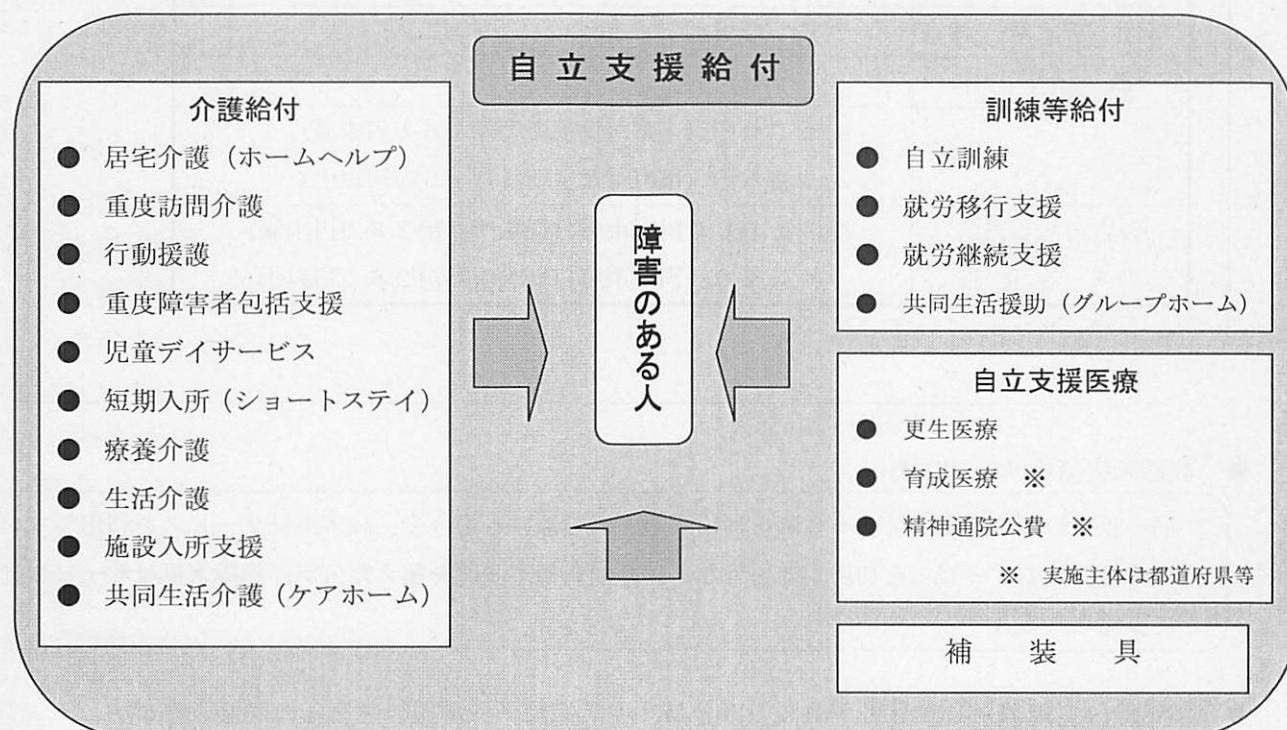 自立支援給付
介護給付
● 居宅介護（ホームヘルプ）
● 重度訪問介護
● 行動援護
● 重度障害者包括支援
● 児童デイサービス
● 短期入所（ショートステイ）
● 療養介護
● 生活介護
● 施設入所支援
● 共同生活介護（ケアホーム）
障害のある人
訓練等給付
● 自立訓練
● 就労移行支援
● 就労継続支援
● 共同生活援助（グループホーム）
自立支援医療
● 更生医療
● 育成医療　※
● 精神通院公費　※
※　実施主体は都道府県等
補　装　具